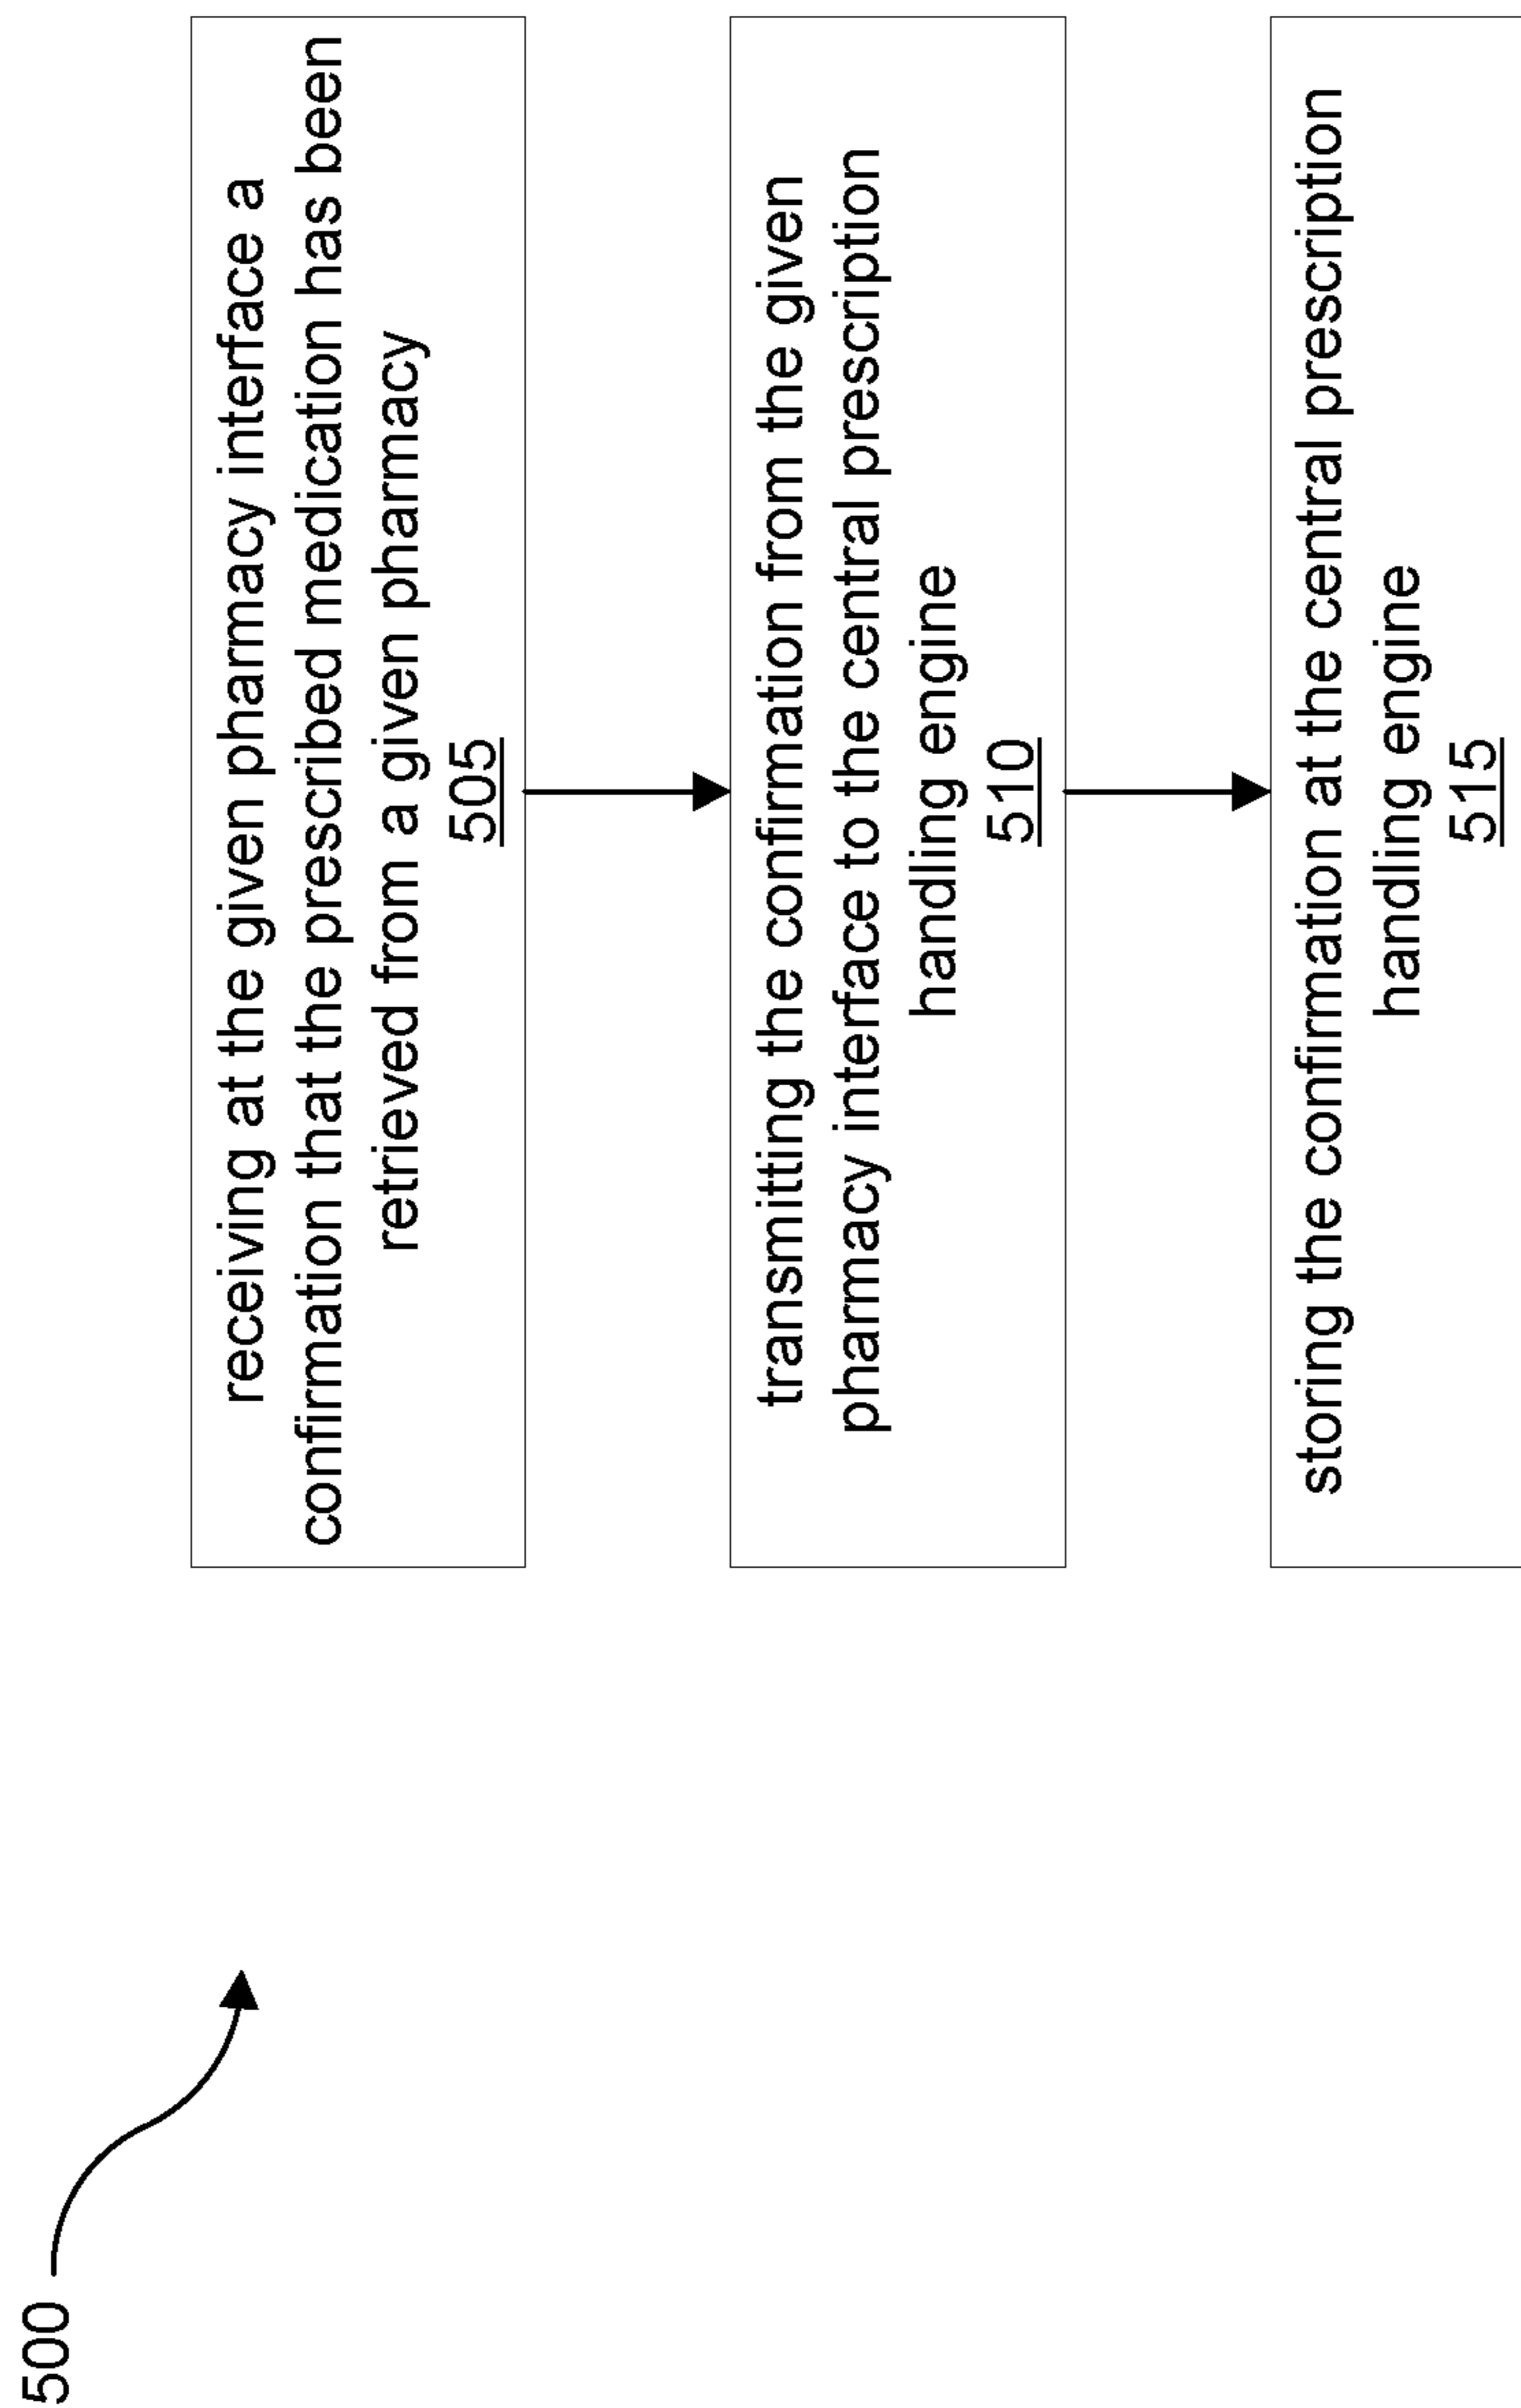 500
receiving at the given pharmacy interface a
confirmation that the prescribed medication has been
retrieved from a given pharmacy
505
transmitting the confirmation from the given
pharmacy interface to the central prescription
handling engine
510
storing the confirmation at the central prescription
handling engine
515